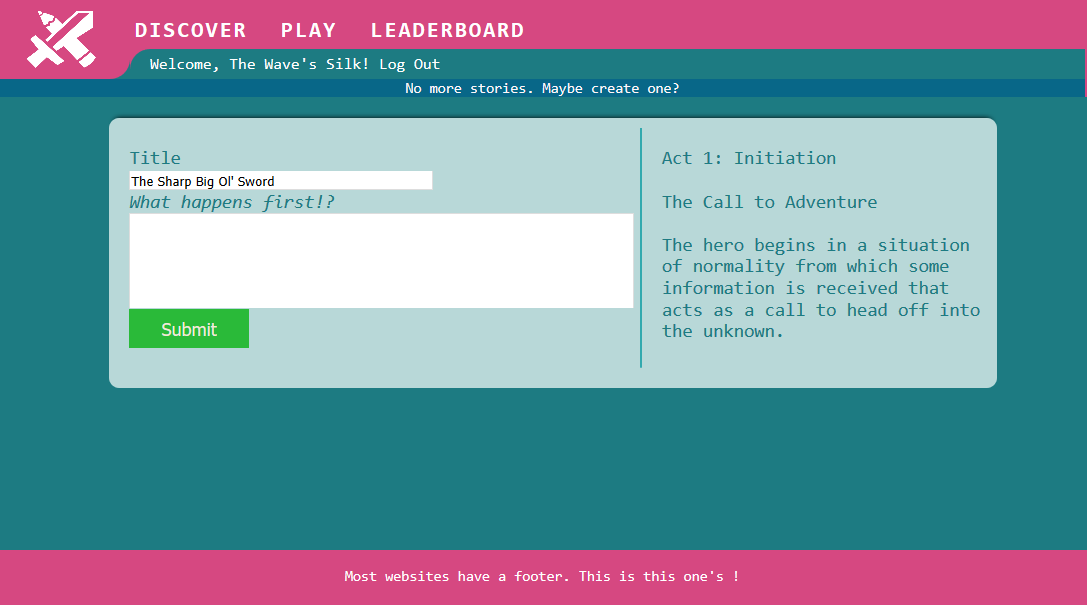 DISCOVER PLAY LEADERBOARD
Welcome, The Wave's Silk! Log Out
No more stories. Maybe create one?
Title
The Sharp Big Ol' Sword
What happens first!?
Submit
Act 1: Initiation
The Call to Adventure
The hero begins in a situation
of normality from which some
information is received that
acts as a call to head off into
the unknown.
Most websites have a footer. This is this one's !